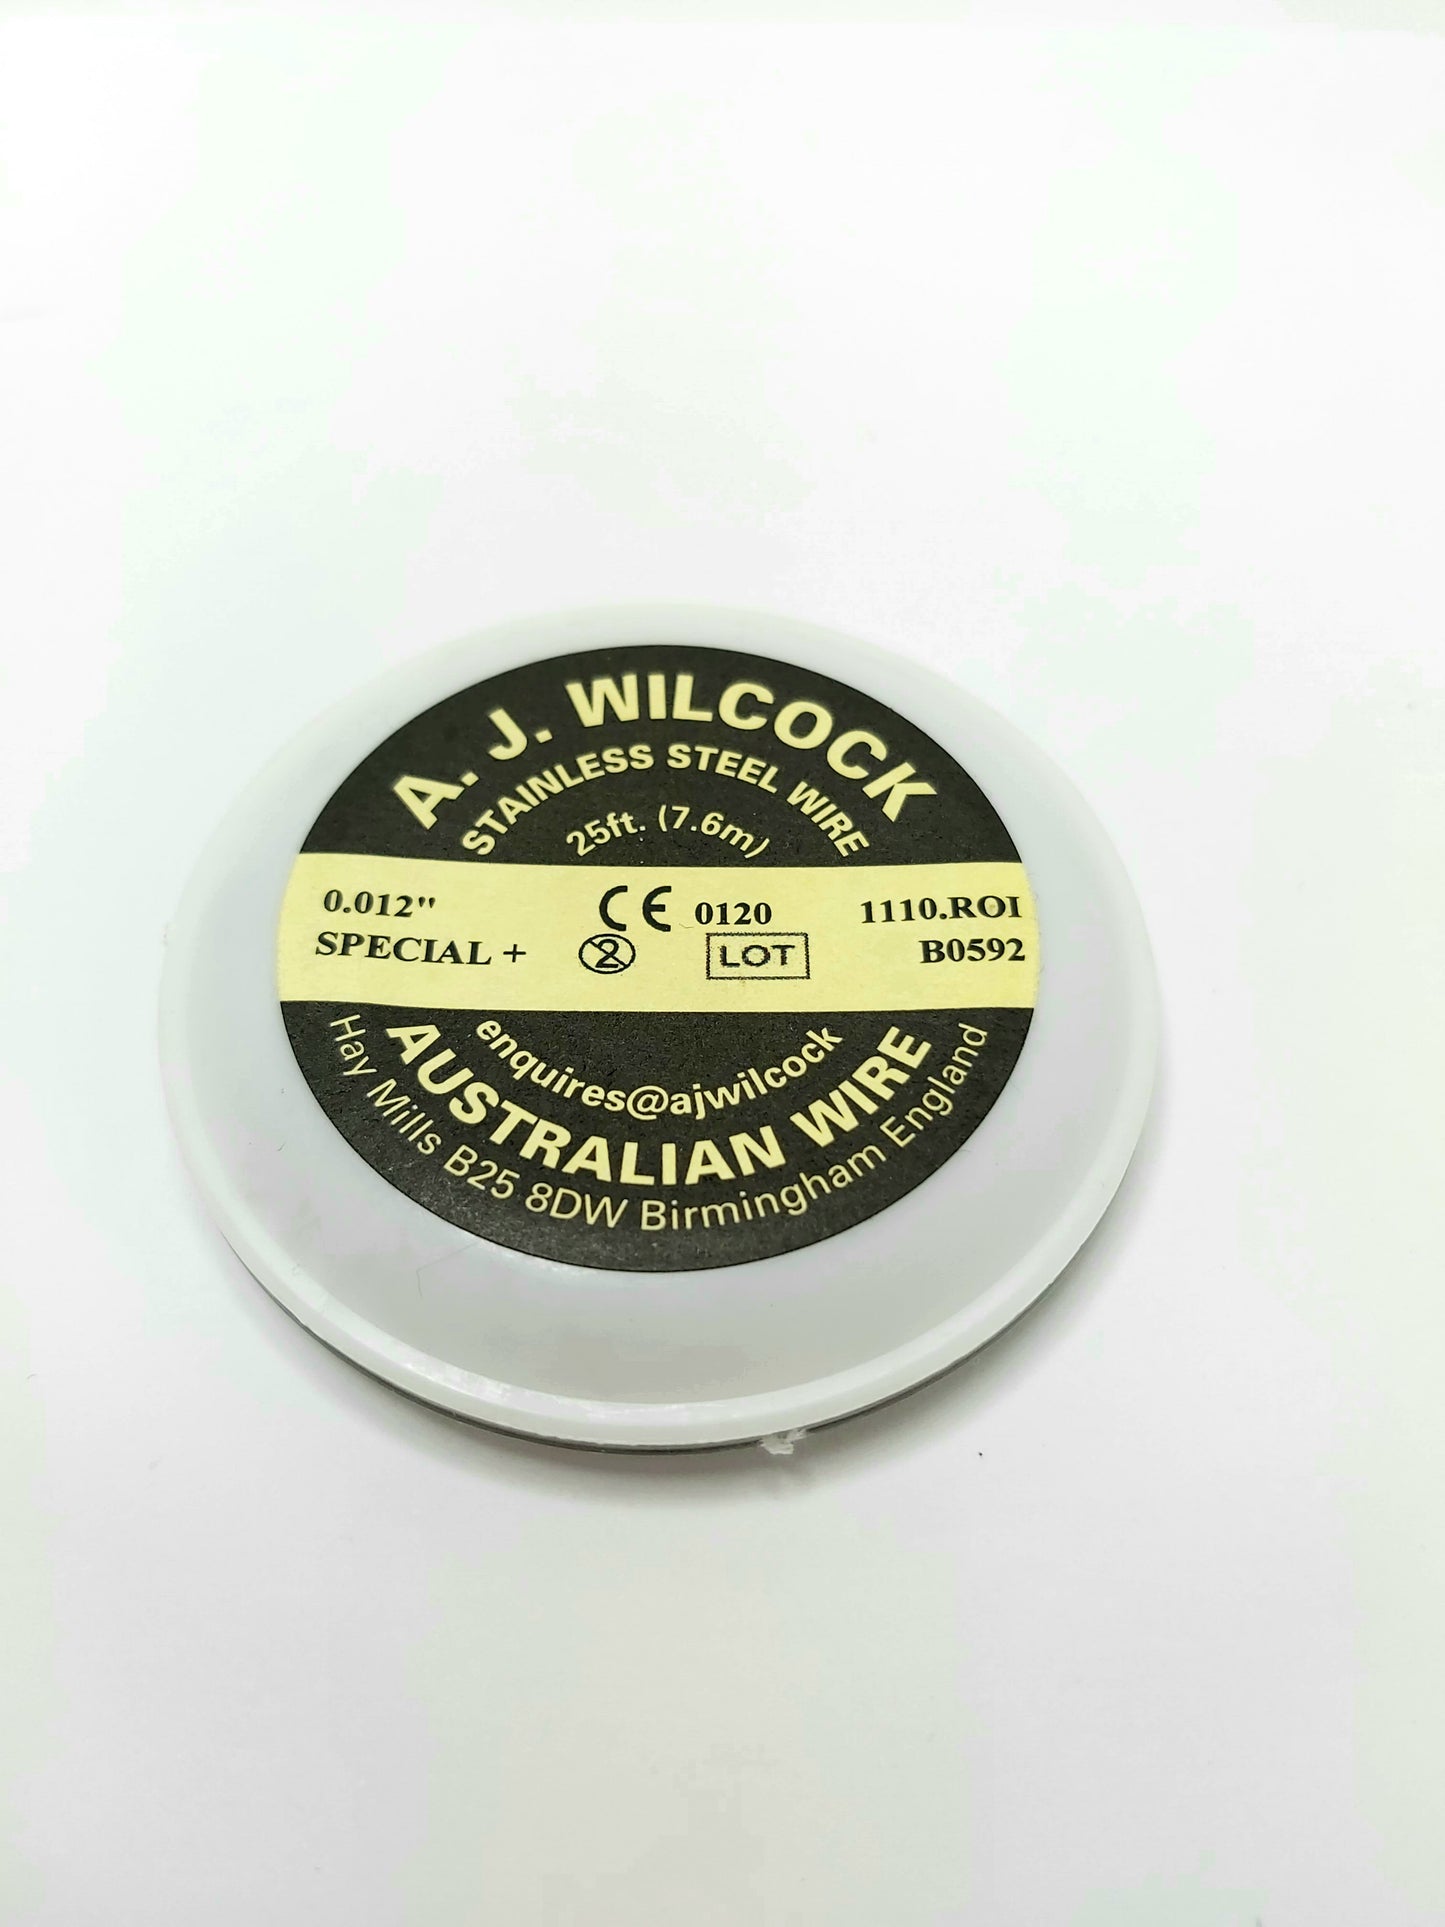 A. J. WILCOCK
STAINLESS STEEL WIRE
25ft. (7.6m)
0.012" CE 0120 1110.ROI
SPECIAL + 2 LOT B0592
enquires@ajwilcock
AUSTRALIAN WIRE
Hay Mills B25 8DW Birmingham England